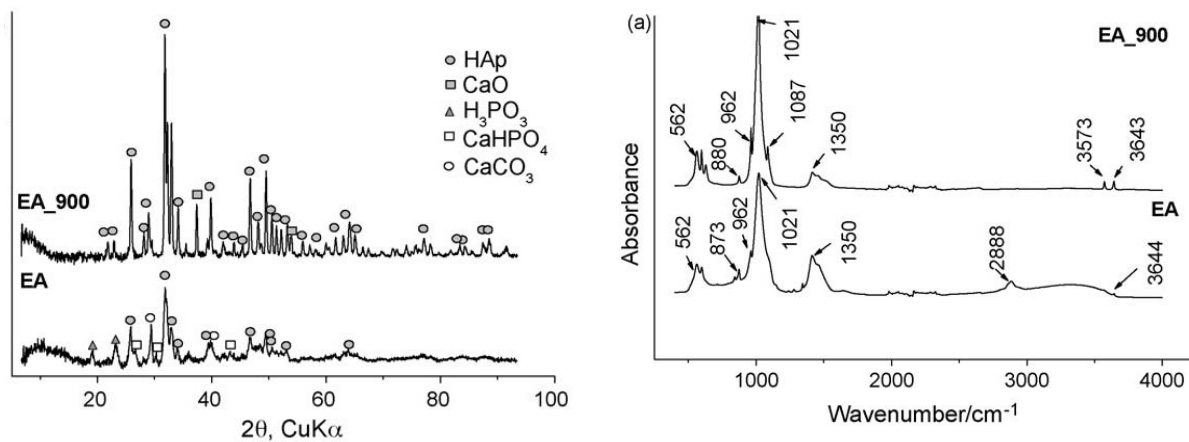 HAp
CaO
H₃PO₃
CaHPO₄
CaCO₃
EA_900
EA
20
40
60
80
100
2θ, CuKα
(a)
EA_900
1021
562
962
880
1087
1350
3573
3643
EA
562
873
962
1021
1350
2888
3644
Absorbance
1000
2000
3000
4000
Wavenumber/cm⁻¹